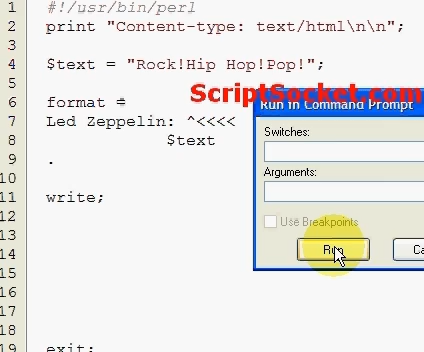 1 #!/usr/bin/perl
2 print "Content-type: text/html\n\n";
3
4 $text = "Rock!Hip Hop!Pop!";
5
6 format =
7 Led Zeppelin: ^<<<<
8 $text
9 .
10
11 write;
12
13
14
15
16
17
18
19 exit;
ScriptSocket.com
Run In Command Prompt
Switches:
Arguments:
Use Breakpoints
Run